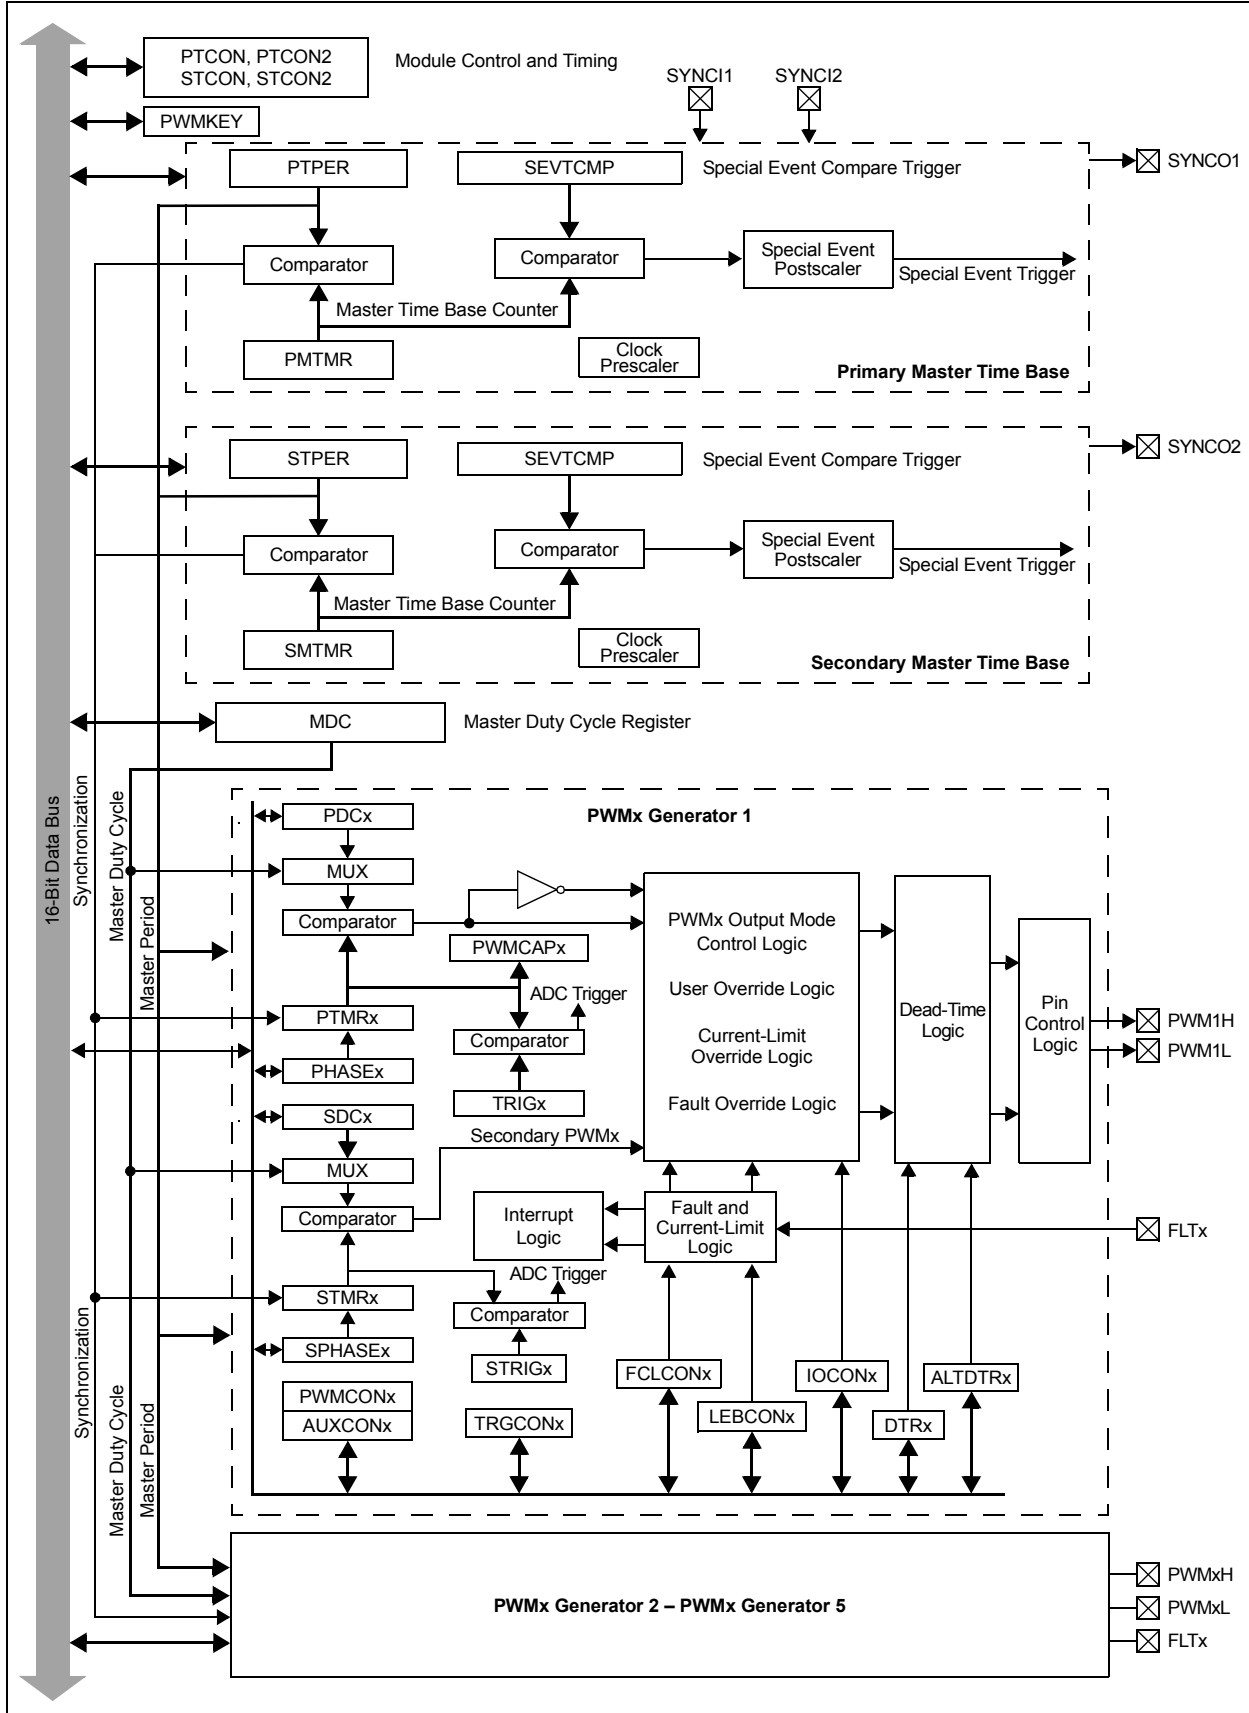 PTCON, PTCON2
STCON, STCON2
Module Control and Timing
SYNCI1
SYNCI2
PWMKEY
PTPER
SEVTCMP
Special Event Compare Trigger
SYNCO1
Comparator
Comparator
Special Event
Postscaler
Special Event Trigger
Master Time Base Counter
PMTMR
Clock
Prescaler
Primary Master Time Base
STPER
SEVTCMP
Special Event Compare Trigger
SYNCO2
Comparator
Comparator
Special Event
Postscaler
Special Event Trigger
Master Time Base Counter
SMTMR
Clock
Prescaler
Secondary Master Time Base
MDC
Master Duty Cycle Register
16-Bit Data Bus
Synchronization
Master Duty Cycle
Master Period
PWMx Generator 1
PDCx
MUX
Comparator
PWMCAPx
ADC Trigger
PTMRx
Comparator
PHASEx
TRIGx
SDCx
Secondary PWMx
MUX
Comparator
PWMx Output Mode
Control Logic
User Override Logic
Current-Limit
Override Logic
Fault Override Logic
Dead-Time
Logic
Pin
Control
Logic
PWM1H
PWM1L
Interrupt
Logic
Fault and
Current-Limit
Logic
FLTx
ADC Trigger
STMRx
Comparator
SPHASEx
STRIGx
FCLCONx
IOCONx
ALTDTRx
PWMCONx
AUXCONx
TRGCONx
LEBCONx
DTRx
Synchronization
Master Duty Cycle
Master Period
PWMx Generator 2 – PWMx Generator 5
PWMxH
PWMxL
FLTx